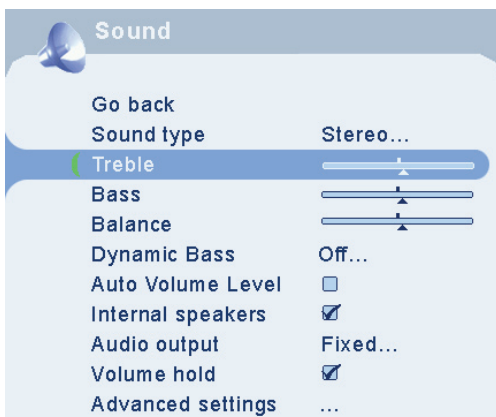 Sound
Go back
Sound type Stereo...
Treble
Bass
Balance
Dynamic Bass Off...
Auto Volume Level
Internal speakers
Audio output Fixed...
Volume hold
Advanced settings ...